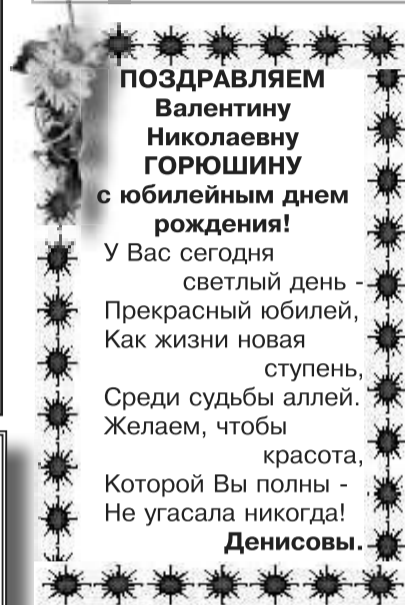 ПОЗДРАВЛЯЕМ
Валентину
Николаевну
ГОРЮШИНУ
с юбилейным днем
рождения!
У Вас сегодня
светлый день -
Прекрасный юбилей,
Как жизни новая
ступень,
Среди судьбы аллей.
Желаем, чтобы
красота,
Которой Вы полны -
Не угасала никогда!
Денисовы.